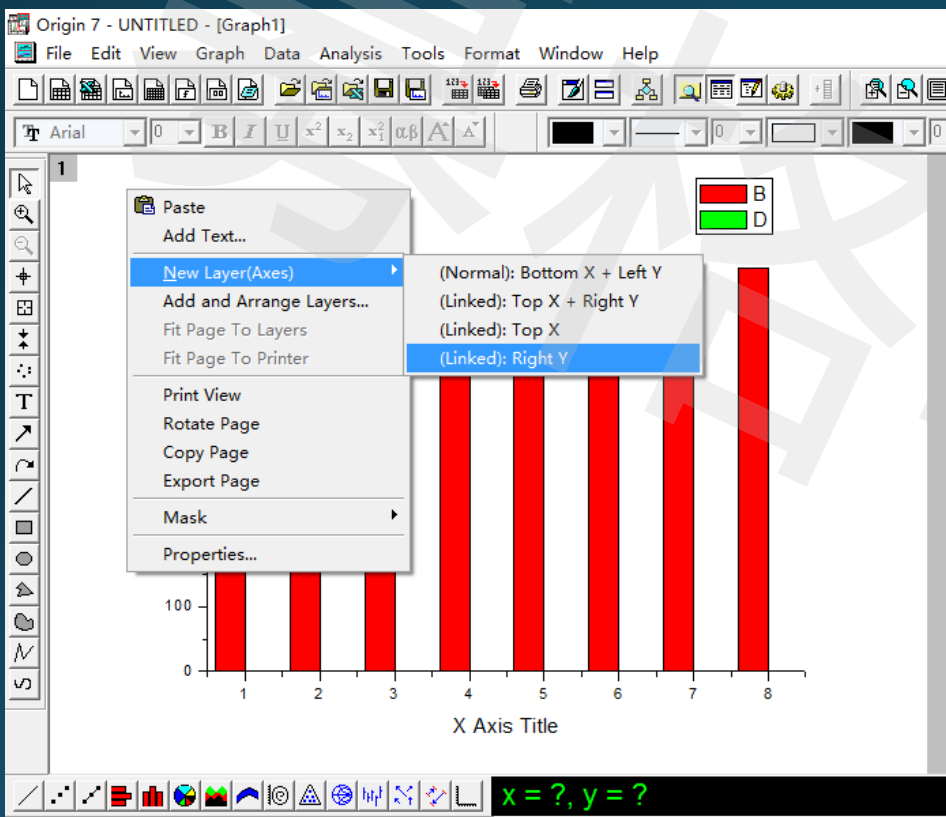 Origin 7 - UNTITLED - [Graph1]
File Edit View Graph Data Analysis Tools Format Window Help
Arial 0 B I U x² x₂ x₁² αβ A A 0 0
1
B
D
Paste
Add Text...
New Layer(Axes)
Add and Arrange Layers...
Fit Page To Layers
Fit Page To Printer
Print View
Rotate Page
Copy Page
Export Page
Mask
Properties...
(Normal): Bottom X + Left Y
(Linked): Top X + Right Y
(Linked): Top X
(Linked): Right Y
100
0
1 2 3 4 5 6 7 8
X Axis Title
x = ?, y = ?